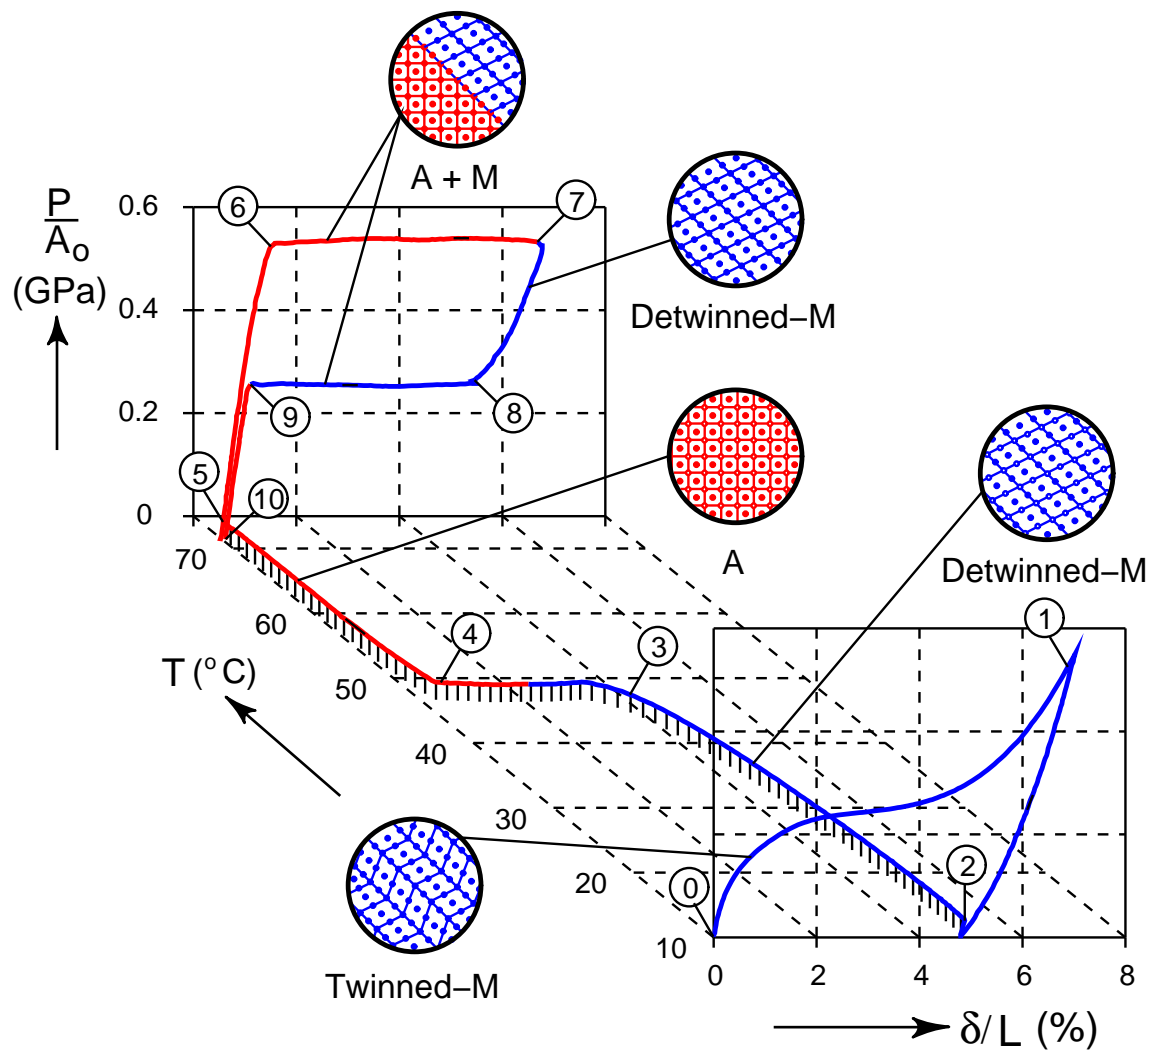 A + M
6
7
P
A₀
(GPa)
0.6
0.4
0.2
0
Detwinned–M
9
8
5
10
A
Detwinned–M
70
60
50
40
30
20
10
T (° C)
4
3
1
0
2
Twinned–M
0 2 4 6 8
δ/L (%)